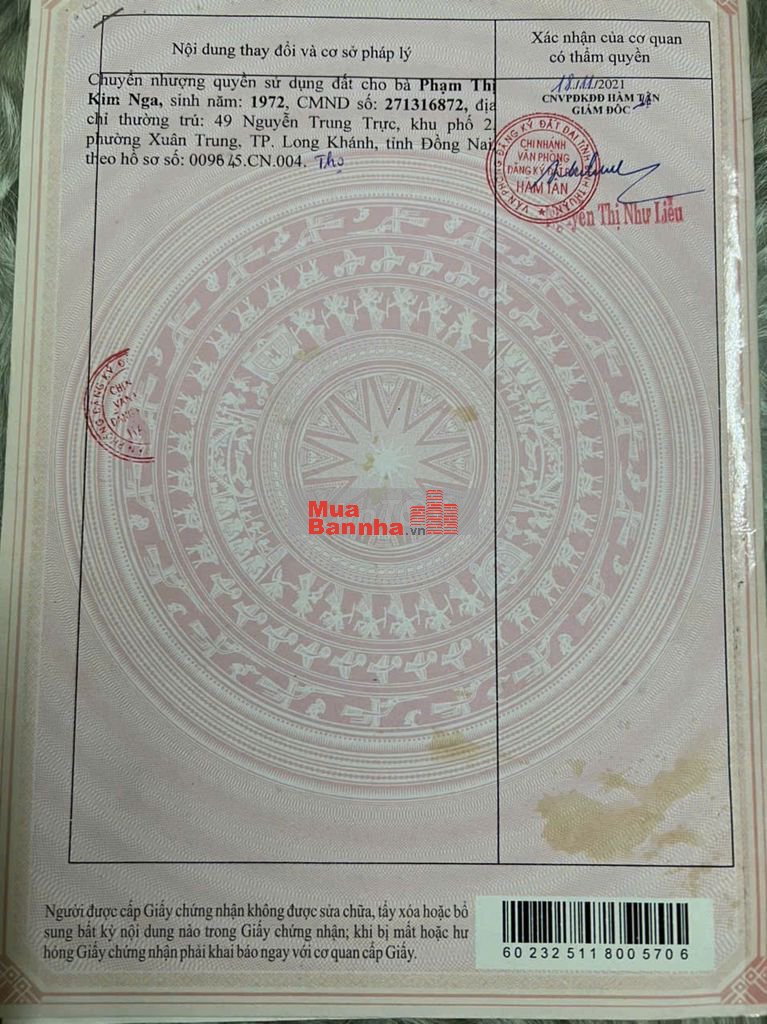 Nội dung thay đổi và cơ sở pháp lý
Xác nhận của cơ quan
có thẩm quyền
Chuyển nhượng quyền sử dụng đất cho bà Phạm Thị
Kim Nga, sinh năm: 1972, CMND số: 271316872, địa
chỉ thường trú: 49 Nguyễn Trung Trực, khu phố 2,
phường Xuân Trung, TP. Long Khánh, tỉnh Đồng Nai
theo hồ sơ số: 009645.CN.004. Thọ
18/11/2021
CNVPĐKĐĐ HÀM TÂN
GIÁM ĐỐC
CHI NHÁNH
VĂN PHÒNG
ĐĂNG KÝ ĐẤT ĐAI
HÀM TÂN
Nguyễn Thị Như Liễu
Mua
Bannha.vn
Người được cấp Giấy chứng nhận không được sửa chữa, tẩy xóa hoặc bổ
sung bất kỳ nội dung nào trong Giấy chứng nhận; khi bị mất hoặc hư
hỏng Giấy chứng nhận phải khai báo ngay với cơ quan cấp Giấy.
60 232 511 8005706